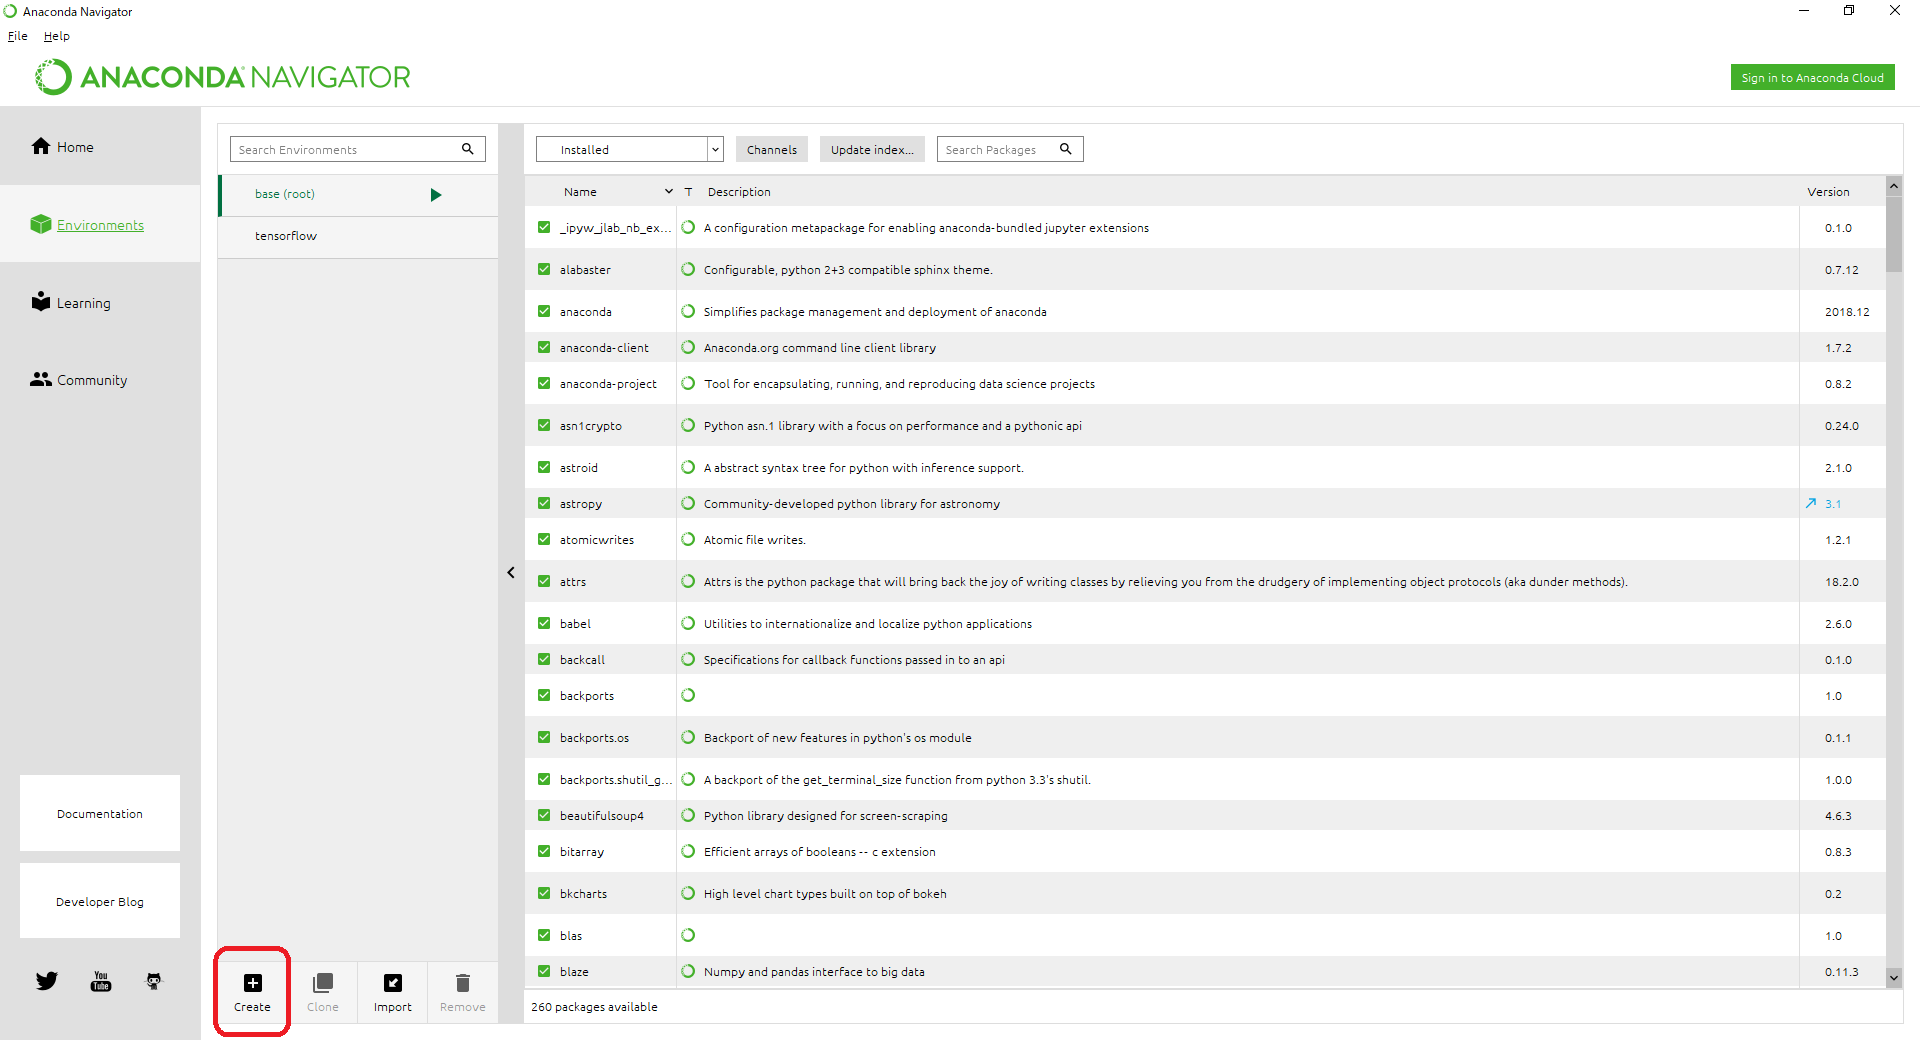 Anaconda Navigator
File Help
ANACONDA NAVIGATOR
Sign in to Anaconda Cloud
Home
Environments
Learning
Community
Documentation
Developer Blog
You
Tube
Search Environments
base (root)
tensorflow
Create Clone Import Remove
Installed Channels Update index... Search Packages
Name T Description Version
_ipyw_jlab_nb_ex... A configuration metapackage for enabling anaconda-bundled jupyter extensions 0.1.0
alabaster Configurable, python 2+3 compatible sphinx theme. 0.7.12
anaconda Simplifies package management and deployment of anaconda 2018.12
anaconda-client Anaconda.org command line client library 1.7.2
anaconda-project Tool for encapsulating, running, and reproducing data science projects 0.8.2
asn1crypto Python asn.1 library with a focus on performance and a pythonic api 0.24.0
astroid A abstract syntax tree for python with inference support. 2.1.0
astropy Community-developed python library for astronomy 3.1
atomicwrites Atomic file writes. 1.2.1
attrs Attrs is the python package that will bring back the joy of writing classes by relieving you from the drudgery of implementing object protocols (aka dunder methods). 18.2.0
babel Utilities to internationalize and localize python applications 2.6.0
backcall Specifications for callback functions passed in to an api 0.1.0
backports 1.0
backports.os Backport of new features in python's os module 0.1.1
backports.shutil_g... A backport of the get_terminal_size function from python 3.3's shutil. 1.0.0
beautifulsoup4 Python library designed for screen-scraping 4.6.3
bitarray Efficient arrays of booleans -- c extension 0.8.3
bkcharts High level chart types built on top of bokeh 0.2
blas 1.0
blaze Numpy and pandas interface to big data 0.11.3
260 packages available